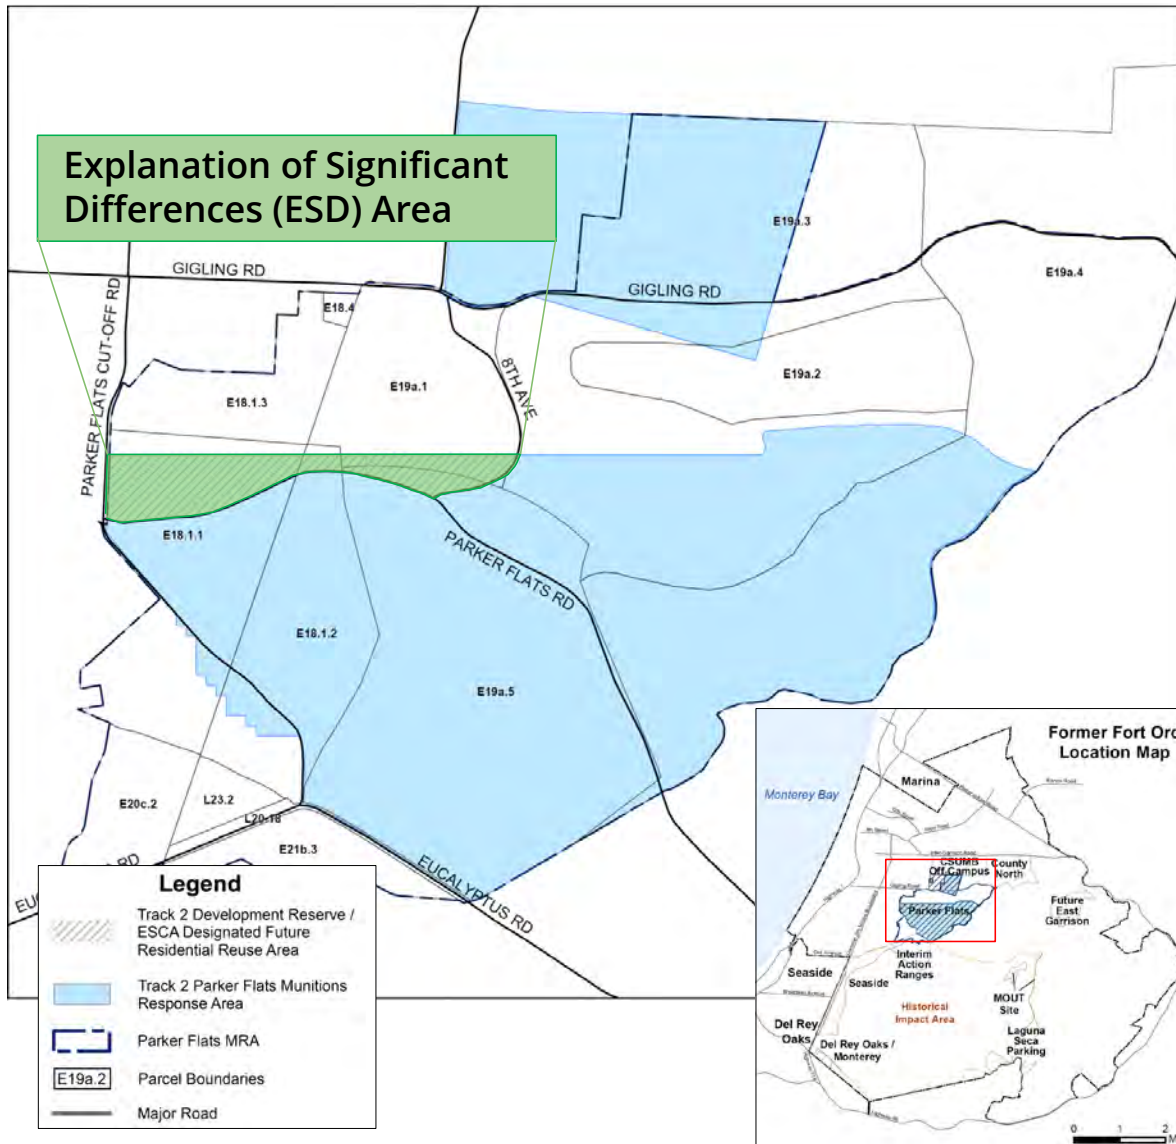 Explanation of Significant
Differences (ESD) Area
GIGLING RD
GIGLING RD
E19a.3
E19a.4
E18.4
PARKER FLATS CUT-OFF RD
8TH AVE
E19a.1
E19a.2
E18.1.3
E18.1.1
PARKER FLATS RD
E18.1.2
E19a.5
E20c.2
L23.2
E21b.3
EUCALYPTUS RD
RD
Legend
Track 2 Development Reserve /
ESCA Designated Future
Residential Reuse Area
Track 2 Parker Flats Munitions
Response Area
Parker Flats MRA
E19a.2
Parcel Boundaries
Major Road
Former Fort Ord
Location Map
Monterey Bay
Marina
CSUMB
Off Campus
County
North
Parker Flats
Future
East
Garrison
Interim
Action
Ranges
Seaside
Seaside
Historical
Impact Area
MOUT
Site
Del Rey
Oaks
Del Rey Oaks /
Monterey
Laguna
Seca
Parking
0 1 2